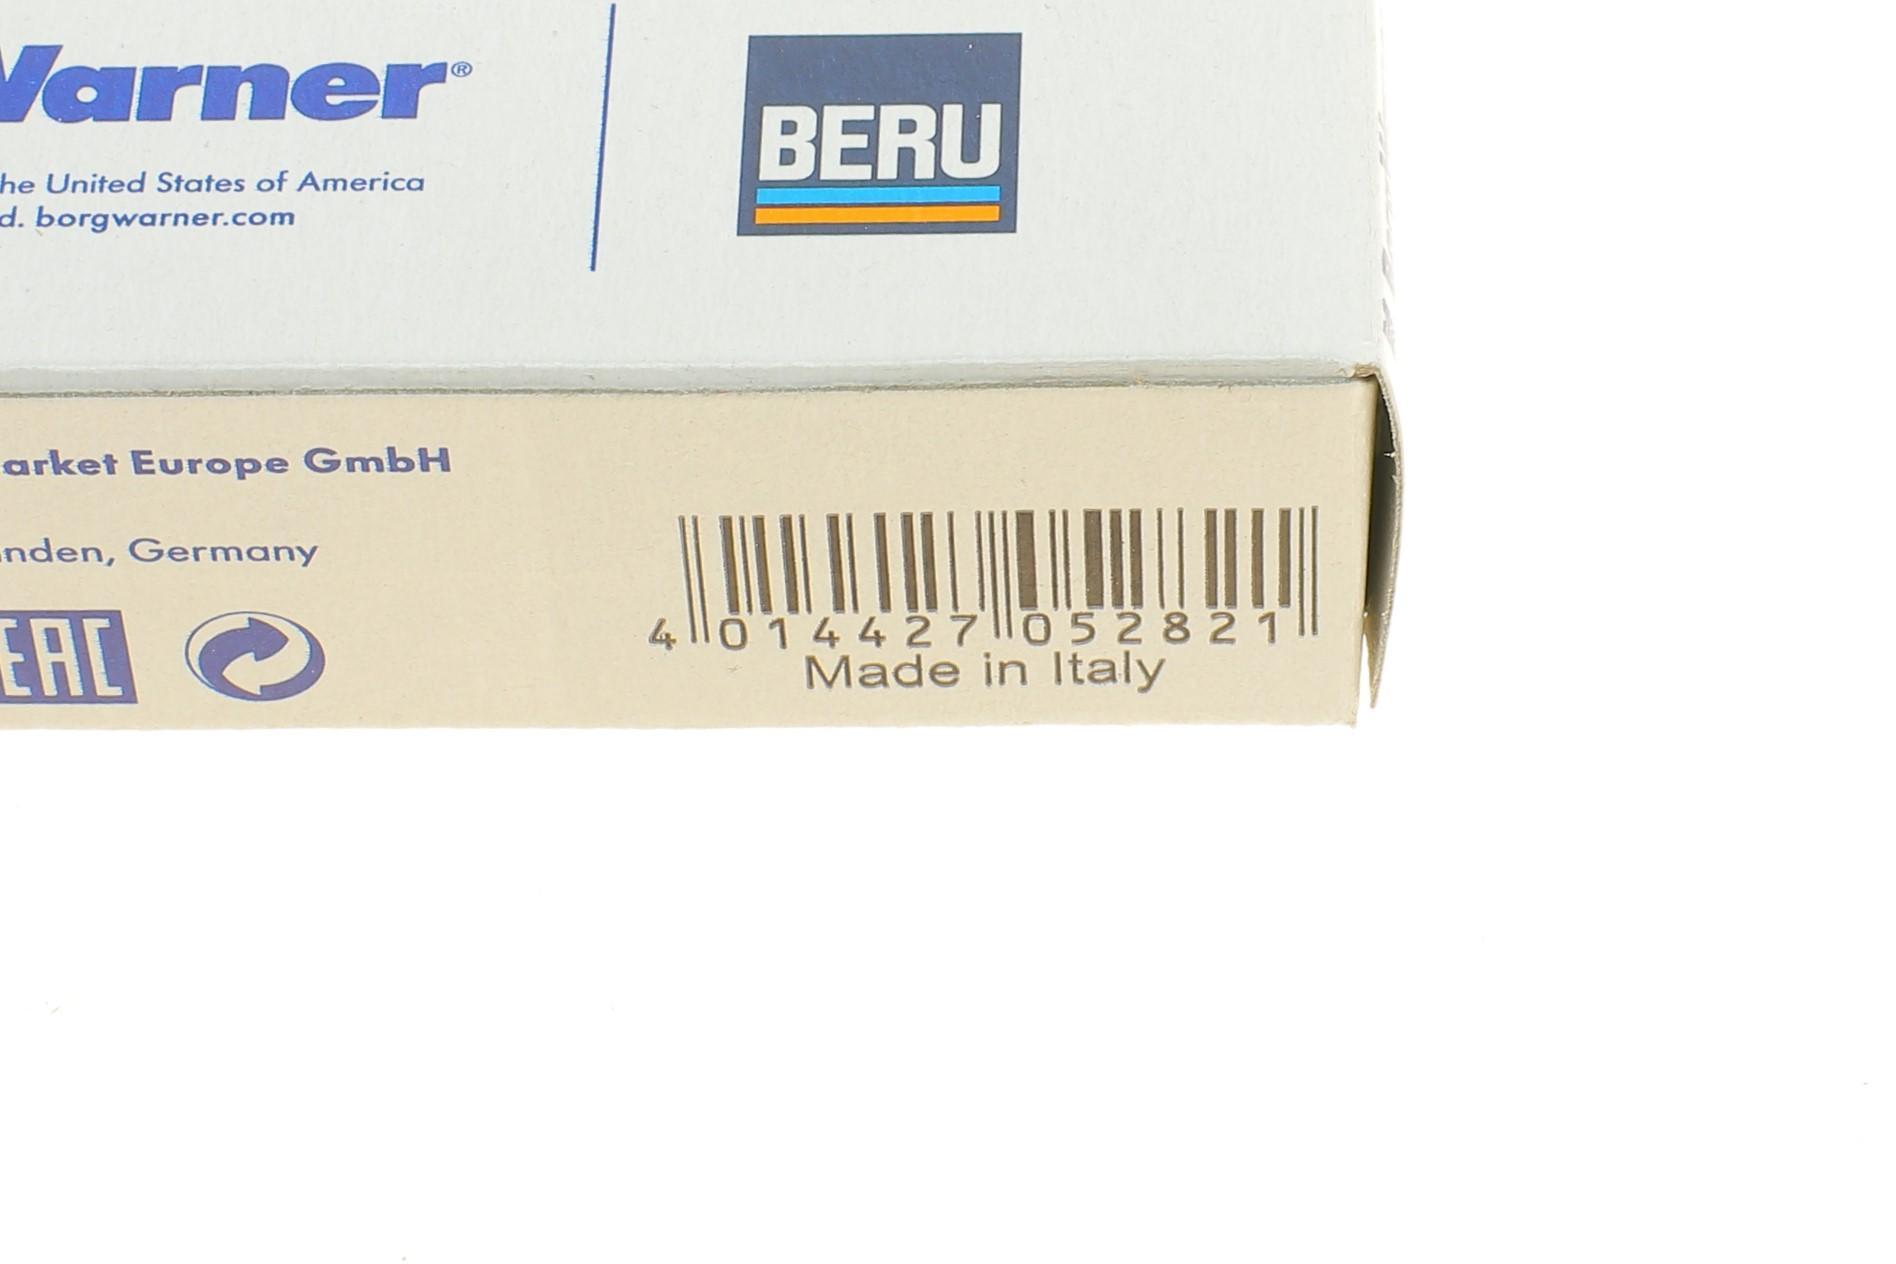 Warner®
he United States of America
d. borgwarner.com
BERU
arket Europe GmbH
nden, Germany
EAC
4 014427 052821
Made in Italy